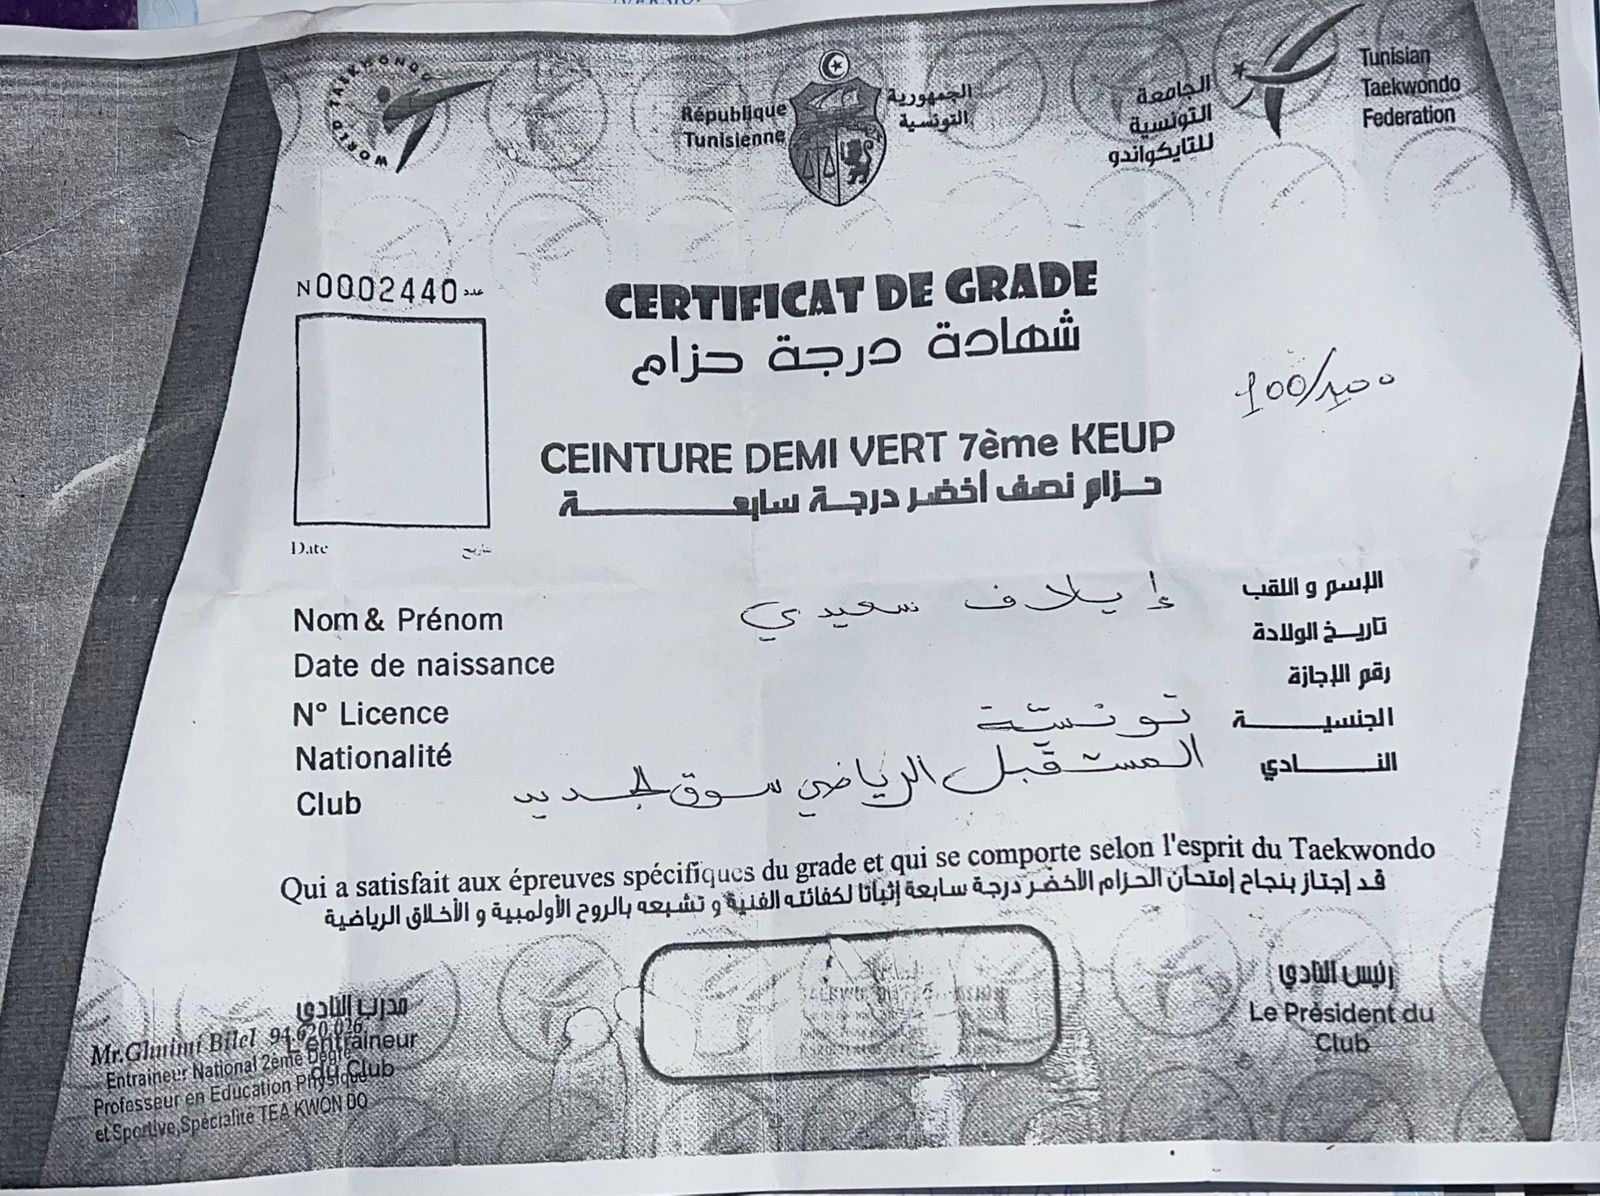 WORLD TAEKWONDO
République
Tunisienne
الجمهورية
التونسية
الجامعة
التونسية
للتايكواندو
Tunisian
Taekwondo
Federation
N 0002440 عدد
CERTIFICAT DE GRADE
شهادة درجة حزام
CEINTURE DEMI VERT 7ème KEUP
حزام نصف أخضر درجة سابعة
Date تاريخ
Nom & Prénom إيلاف سعيدي الإسم و اللقب
Date de naissance تاريخ الولادة
N° Licence رقم الإجازة
Nationalité تونسيّة الجنسية
Club المستقبل الرياضي سوق الجديد النادي
Qui a satisfait aux épreuves spécifiques du grade et qui se comporte selon l'esprit du Taekwondo
قد إجتاز بنجاح إمتحان الحزام الأخضر درجة سابعة إثباتا لكفائته الفنية و تشبعه بالروح الأولمبية و الأخلاق الرياضية
مدرب النادي
L'entraineur
du Club
Mr.Ghnimi Bilel 94.620.026
Entraineur National 2ème Degré
Professeur en Education Physique
et Sportive,Spécialité TEA KWON DO
رئيس النادي
Le Président du
Club